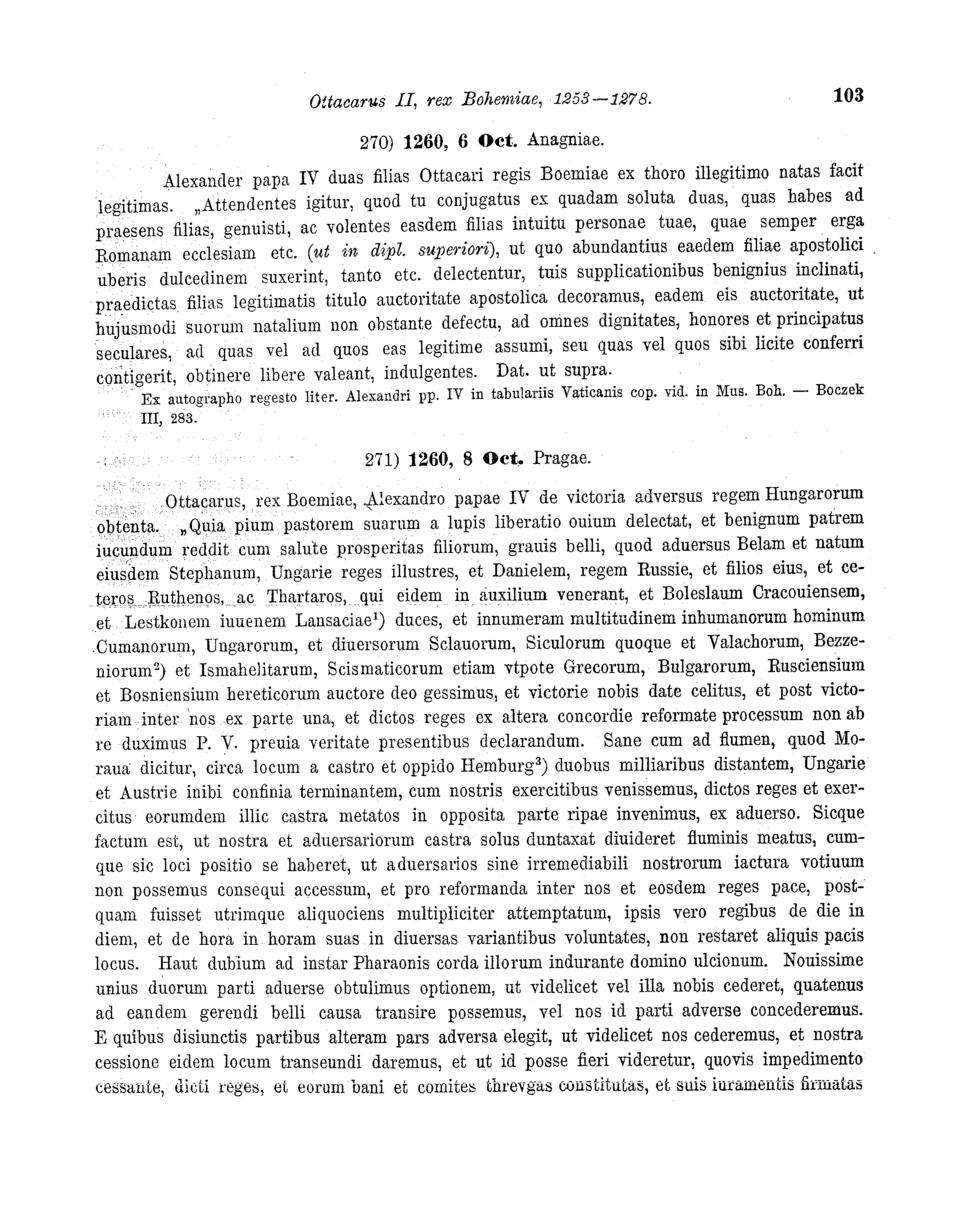 Ottacarus II, rex Bohemiae, 1253—1278. 103
270) 1260, 6 Oct. Anagniae.
Alexander papa IV duas filias Ottacari regis Boemiae ex thoro illegitimo natas facit
legitimas. „Attendentes igitur, quod tu conjugatus ex quadam soluta duas, quas habes ad
praesens filias, genuisti, ac volentes easdem filias intuitu personae tuae, quae semper erga
Romanam ecclesiam etc. (ut in dipl. superiori), ut quo abundantius eaedem filiae apostolici
uberis dulcedinem suxerint, tanto etc. delectentur, tuis supplicationibus benignius inclinati,
praedictas filias legitimatis titulo auctoritate apostolica decoramus, eadem eis auctoritate, ut
hujusmodi suorum natalium non obstante defectu, ad omnes dignitates, honores et principatus
seculares, ad quas vel ad quos eas legitime assumi, seu quas vel quos sibi licite conferri
contigerit, obtinere libere valeant, indulgentes. Dat. ut supra.
Ex autographo regesto liter. Alexandri pp. IV in tabulariis Vaticanis cop. vid. in Mus. Boh. — Boczek
III, 283.
271) 1260, 8 Oct. Pragae.
Ottacarus, rex Boemiae, Alexandro papae IV de victoria adversus regem Hungarorum
obtenta. „Quia pium pastorem suarum a lupis liberatio ouium delectat, et benignum patrem
iucundum reddit cum salute prosperitas filiorum, grauis belli, quod aduersus Belam et natum
eiusdem Stephanum, Ungarie reges illustres, et Danielem, regem Russie, et filios eius, et ce-
teros Ruthenos, ac Thartaros, qui eidem in auxilium venerant, et Boleslaum Cracouiensem,
et Lestkonem iuuenem Lansaciae¹) duces, et innumeram multitudinem inhumanorum hominum
Cumanorum, Ungarorum, et diuersorum Sclauorum, Siculorum quoque et Valachorum, Bezze-
niorum²) et Ismahelitarum, Scismaticorum etiam vtpote Grecorum, Bulgarorum, Rusciensium
et Bosniensium hereticorum auctore deo gessimus, et victorie nobis date celitus, et post victo-
riam inter nos ex parte una, et dictos reges ex altera concordie reformate processum non ab
re duximus P. V. preuia veritate presentibus declarandum. Sane cum ad flumen, quod Mo-
raua dicitur, circa locum a castro et oppido Hemburg³) duobus milliaribus distantem, Ungarie
et Austrie inibi confinia terminantem, cum nostris exercitibus venissemus, dictos reges et exer-
citus eorumdem illic castra metatos in opposita parte ripae invenimus, ex aduerso. Sicque
factum est, ut nostra et aduersariorum castra solus duntaxat diuideret fluminis meatus, cum-
que sic loci positio se haberet, ut aduersarios sine irremediabili nostrorum iactura votiuum
non possemus consequi accessum, et pro reformanda inter nos et eosdem reges pace, post-
quam fuisset utrimque aliquociens multipliciter attemptatum, ipsis vero regibus de die in
diem, et de hora in horam suas in diuersas variantibus voluntates, non restaret aliquis pacis
locus. Haut dubium ad instar Pharaonis corda illorum indurante domino ulcionum. Nouissime
unius duorum parti aduerse obtulimus optionem, ut videlicet vel illa nobis cederet, quatenus
ad eandem gerendi belli causa transire possemus, vel nos id parti adverse concederemus.
E quibus disiunctis partibus alteram pars adversa elegit, ut videlicet nos cederemus, et nostra
cessione eidem locum transeundi daremus, et ut id posse fieri videretur, quovis impedimento
cessante, dicti reges, et eorum bani et comites threvgas constitutas, et suis iuramentis firmatas